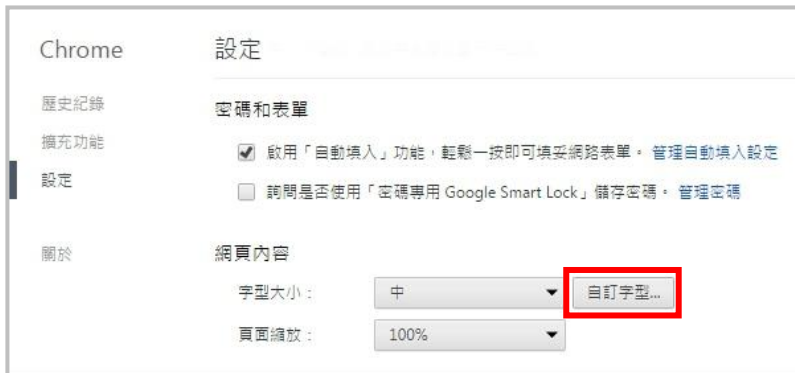 Chrome
設定
歷史紀錄
密碼和表單
擴充功能
啟用「自動填入」功能，輕鬆一按即可填妥網路表單。 管理自動填入設定
設定
詢問是否使用「密碼專用 Google Smart Lock」儲存密碼。 管理密碼
關於
網頁內容
字型大小： 中 自訂字型...
頁面縮放： 100%